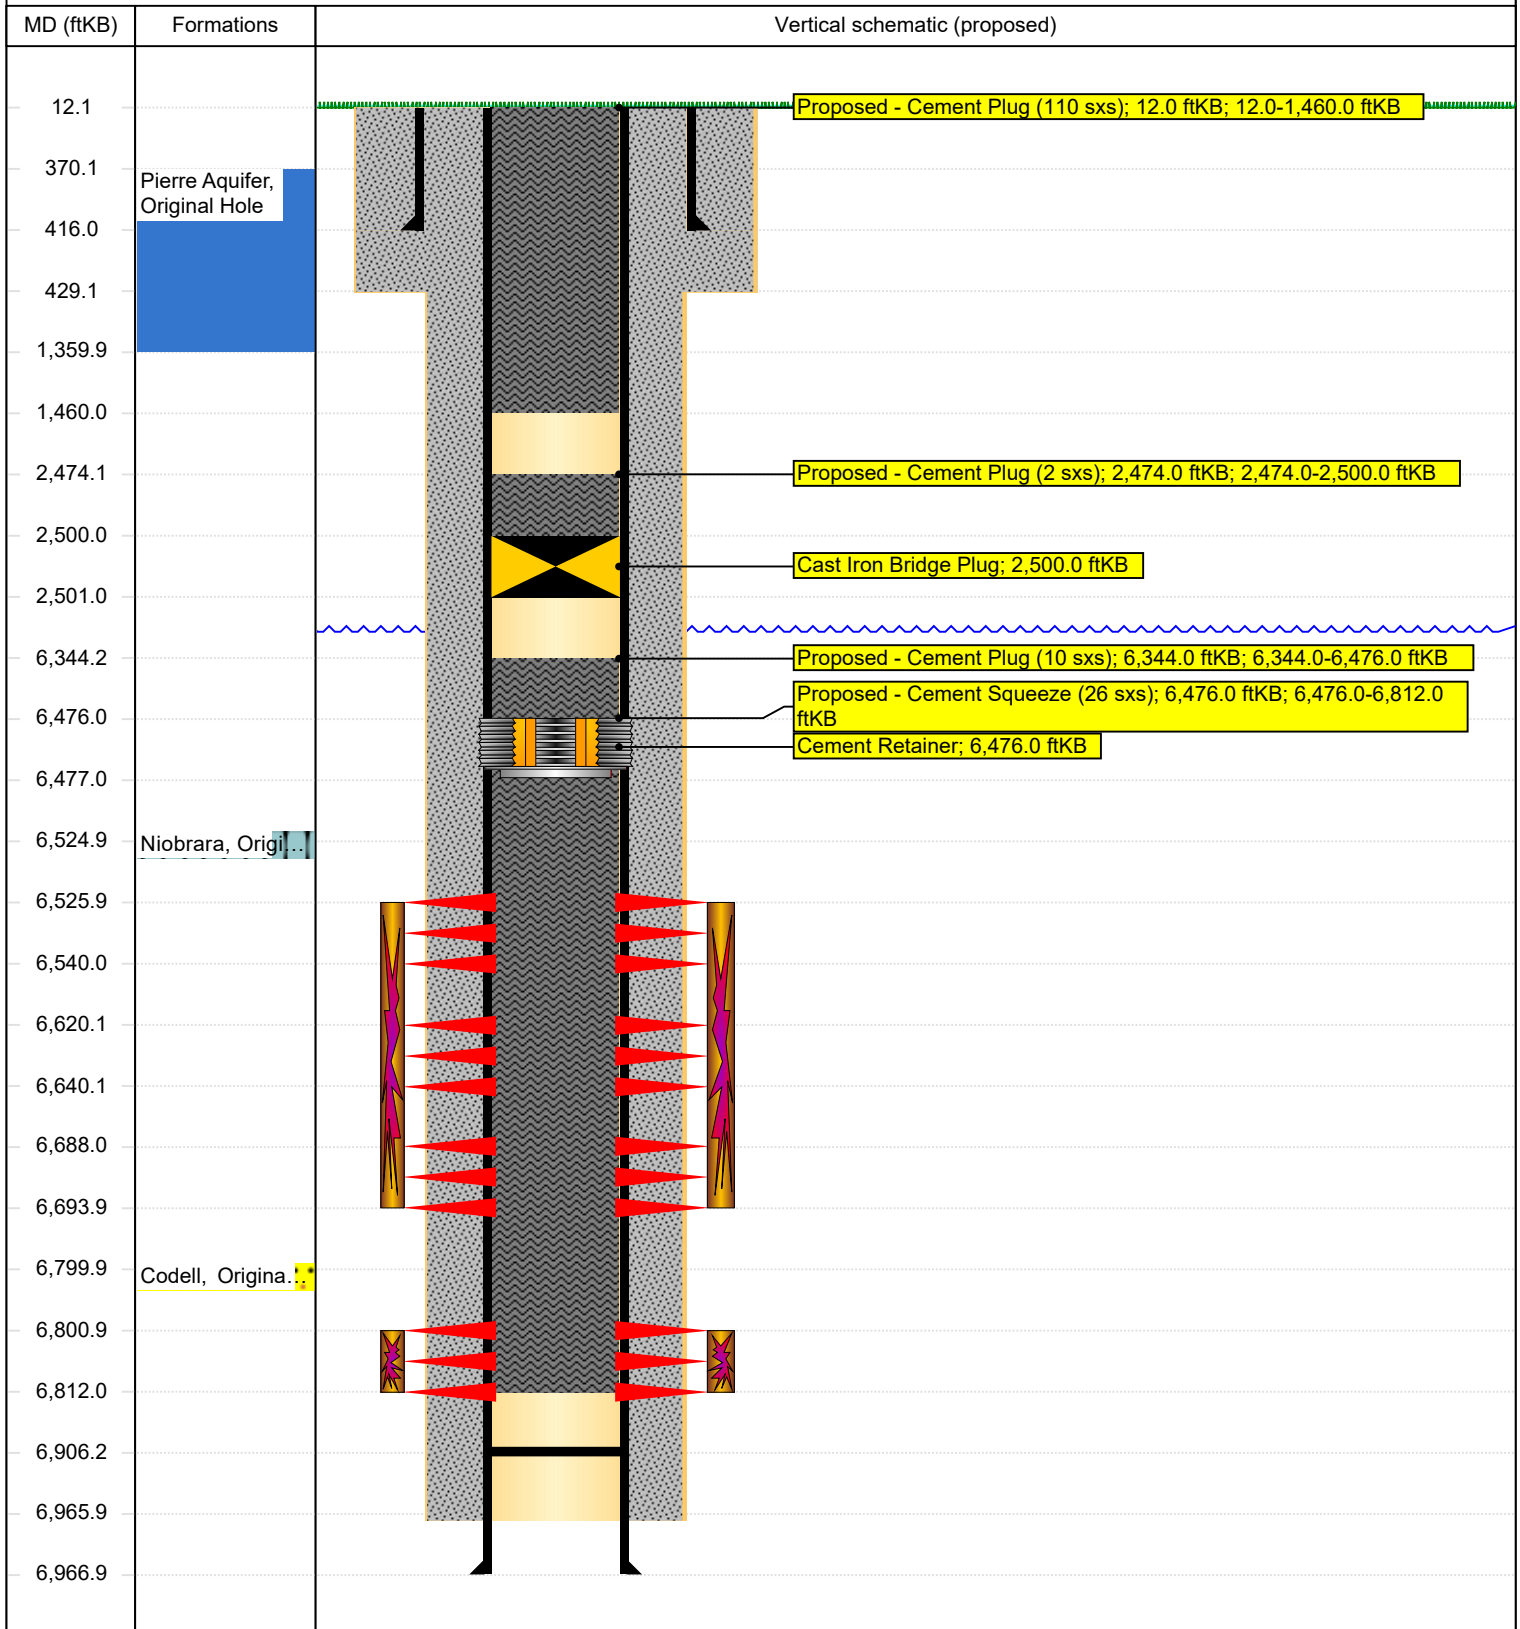 MD (ftKB)
Formations
Vertical schematic (proposed)
12.1
Proposed - Cement Plug (110 sxs); 12.0 ftKB; 12.0-1,460.0 ftKB
370.1
Pierre Aquifer,
Original Hole
416.0
429.1
1,359.9
1,460.0
2,474.1
Proposed - Cement Plug (2 sxs); 2,474.0 ftKB; 2,474.0-2,500.0 ftKB
2,500.0
Cast Iron Bridge Plug; 2,500.0 ftKB
2,501.0
6,344.2
Proposed - Cement Plug (10 sxs); 6,344.0 ftKB; 6,344.0-6,476.0 ftKB
Proposed - Cement Squeeze (26 sxs); 6,476.0 ftKB; 6,476.0-6,812.0
ftKB
6,476.0
Cement Retainer; 6,476.0 ftKB
6,477.0
6,524.9
Niobrara, Origi...
6,525.9
6,540.0
6,620.1
6,640.1
6,688.0
6,693.9
6,799.9
Codell, Origina...
6,800.9
6,812.0
6,906.2
6,965.9
6,966.9